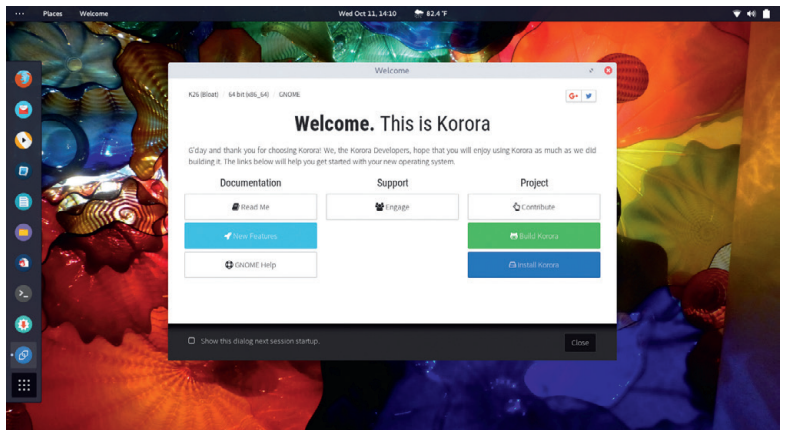 Places Welcome Wed Oct 11, 14:10 82.4 °F
Welcome
K26 (Bloat) 64 bit (x86_64) GNOME
G+
Welcome. This is Korora
G'day and thank you for choosing Korora! We, the Korora Developers, hope that you will enjoy using Korora as much as we did
building it. The links below will help you get started with your new operating system.
Documentation Support Project
Read Me Engage Contribute
New Features Build Korora
GNOME Help Install Korora
Show this dialog next session startup. Close